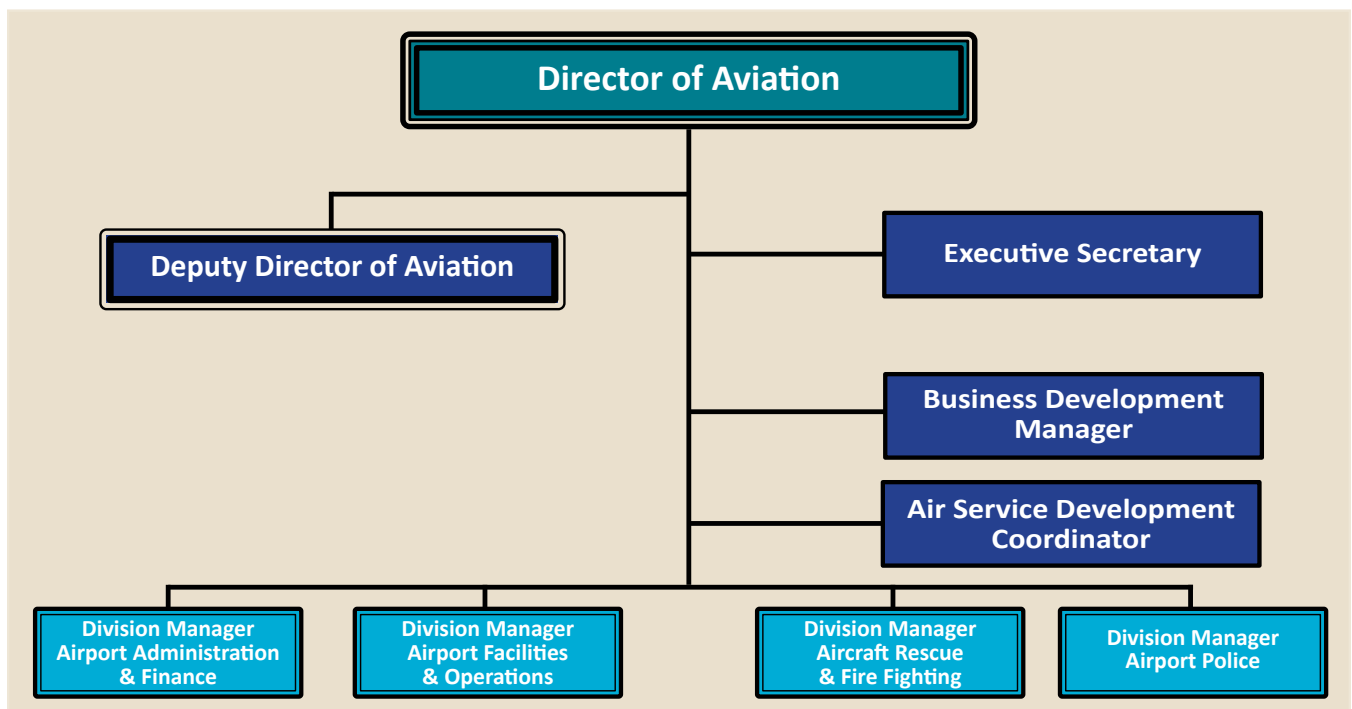 Director of Aviation
Deputy Director of Aviation
Executive Secretary
Business Development
Manager
Air Service Development
Coordinator
Division Manager
Airport Administration
& Finance
Division Manager
Airport Facilities
& Operations
Division Manager
Aircraft Rescue
& Fire Fighting
Division Manager
Airport Police